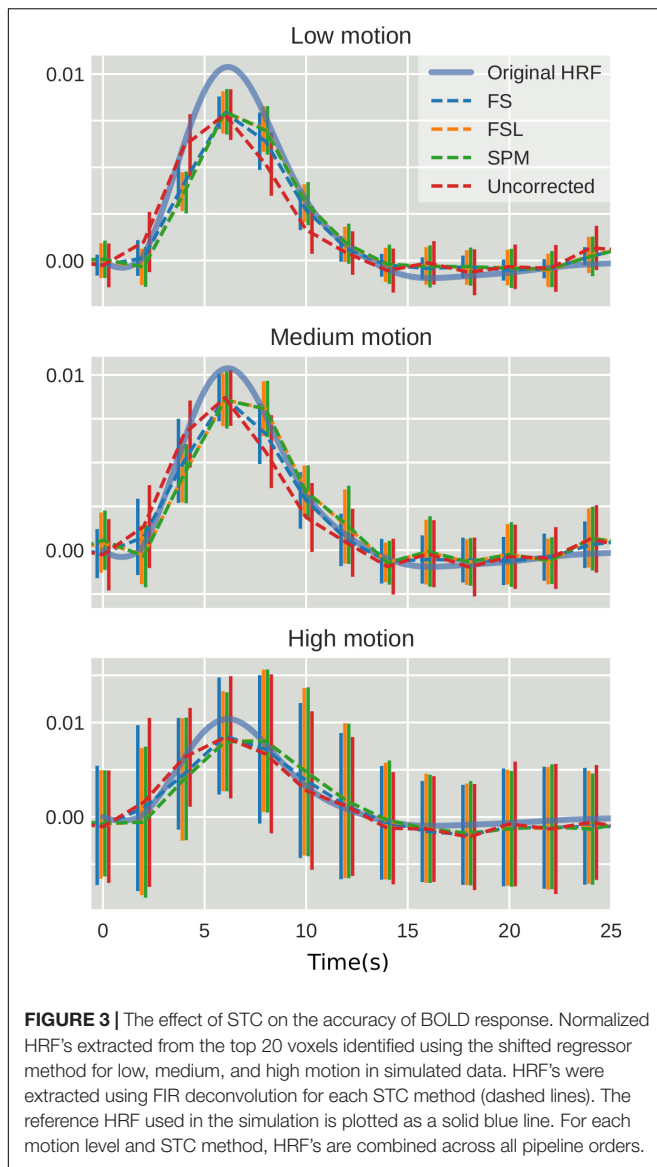 Low motion
0.01
0.00
Original HRF
FS
FSL
SPM
Uncorrected
Medium motion
0.01
0.00
High motion
0.01
0.00
0 5 10 15 20 25
Time(s)
FIGURE 3 | The effect of STC on the accuracy of BOLD response. Normalized
HRF's extracted from the top 20 voxels identified using the shifted regressor
method for low, medium, and high motion in simulated data. HRF's were
extracted using FIR deconvolution for each STC method (dashed lines). The
reference HRF used in the simulation is plotted as a solid blue line. For each
motion level and STC method, HRF's are combined across all pipeline orders.